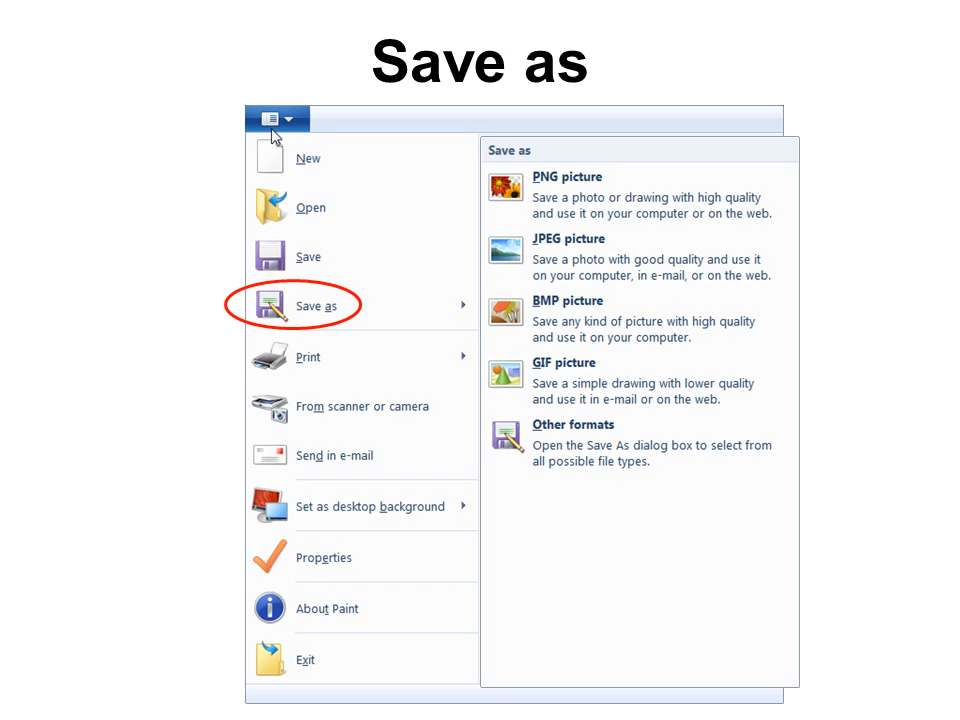 Save as
New
Open
Save
Save as
Print
From scanner or camera
Send in e-mail
Set as desktop background
Properties
About Paint
Exit
Save as
PNG picture
Save a photo or drawing with high quality
and use it on your computer or on the web.
JPEG picture
Save a photo with good quality and use it
on your computer, in e-mail, or on the web.
BMP picture
Save any kind of picture with high quality
and use it on your computer.
GIF picture
Save a simple drawing with lower quality
and use it in e-mail or on the web.
Other formats
Open the Save As dialog box to select from
all possible file types.